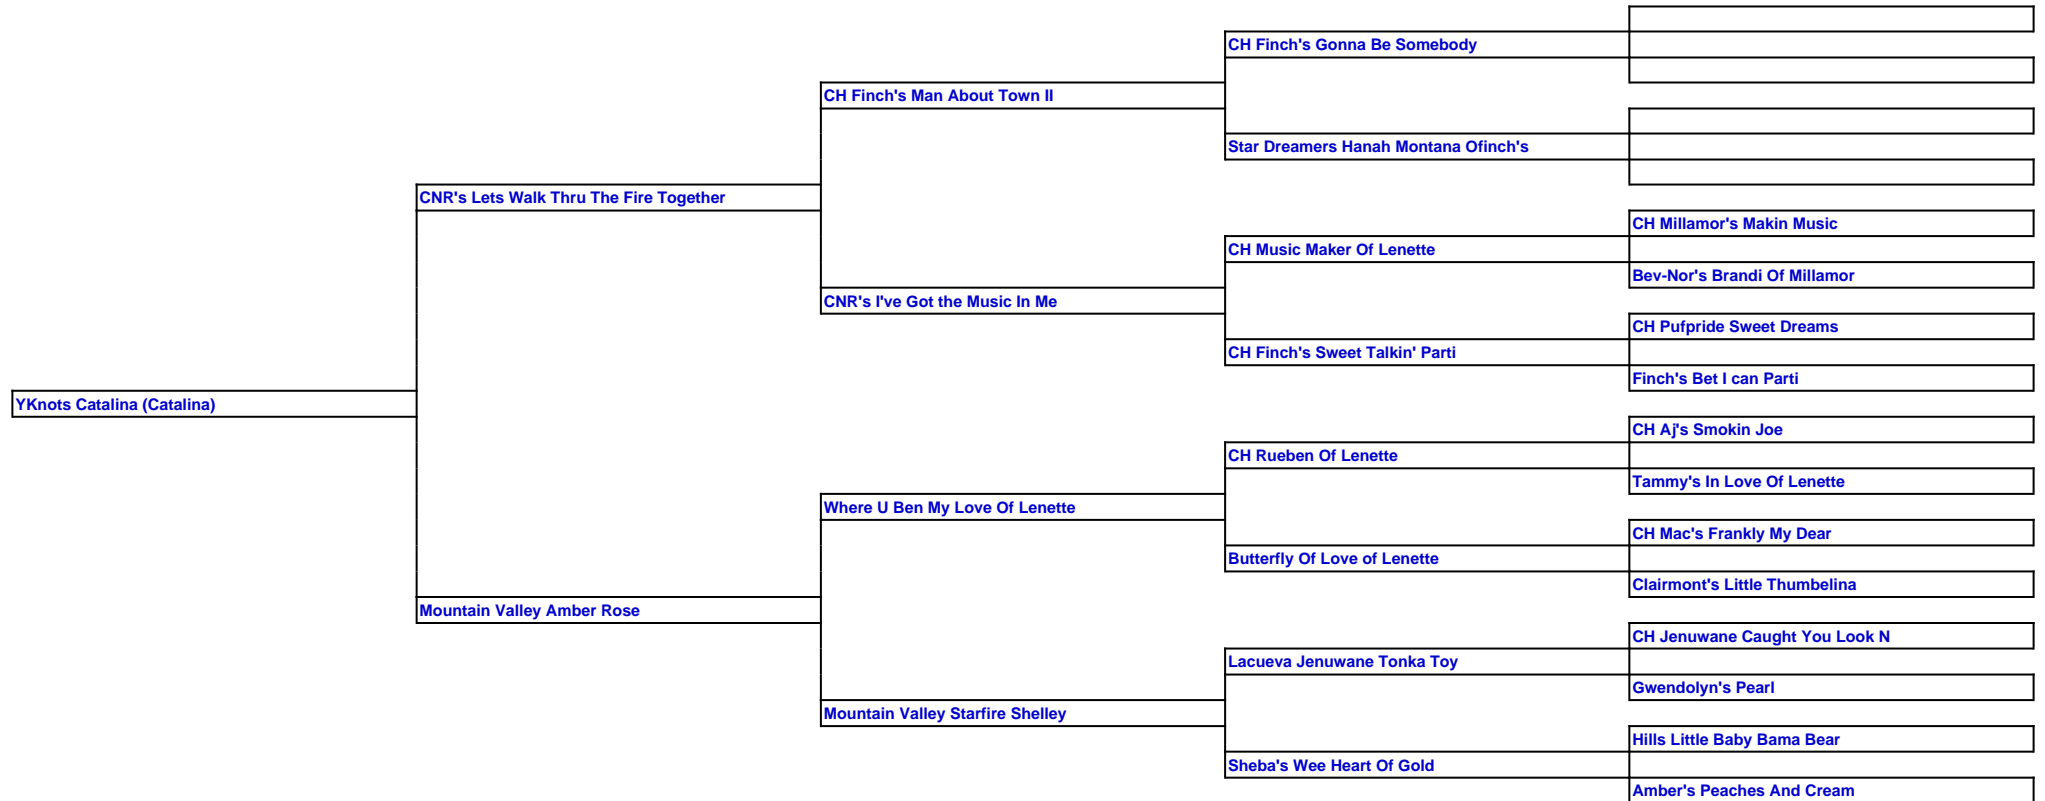 CH Finch's Gonna Be Somebody
CH Finch's Man About Town II
Star Dreamers Hanah Montana Ofinch's
CNR's Lets Walk Thru The Fire Together
CH Millamor's Makin Music
CH Music Maker Of Lenette
Bev-Nor's Brandi Of Millamor
CNR's I've Got the Music In Me
CH Pufpride Sweet Dreams
CH Finch's Sweet Talkin' Parti
Finch's Bet I can Parti
YKnots Catalina (Catalina)
CH Aj's Smokin Joe
CH Rueben Of Lenette
Tammy's In Love Of Lenette
Where U Ben My Love Of Lenette
CH Mac's Frankly My Dear
Butterfly Of Love of Lenette
Clairmont's Little Thumbelina
Mountain Valley Amber Rose
CH Jenuwane Caught You Look N
Lacueva Jenuwane Tonka Toy
Gwendolyn's Pearl
Mountain Valley Starfire Shelley
Hills Little Baby Bama Bear
Sheba's Wee Heart Of Gold
Amber's Peaches And Cream